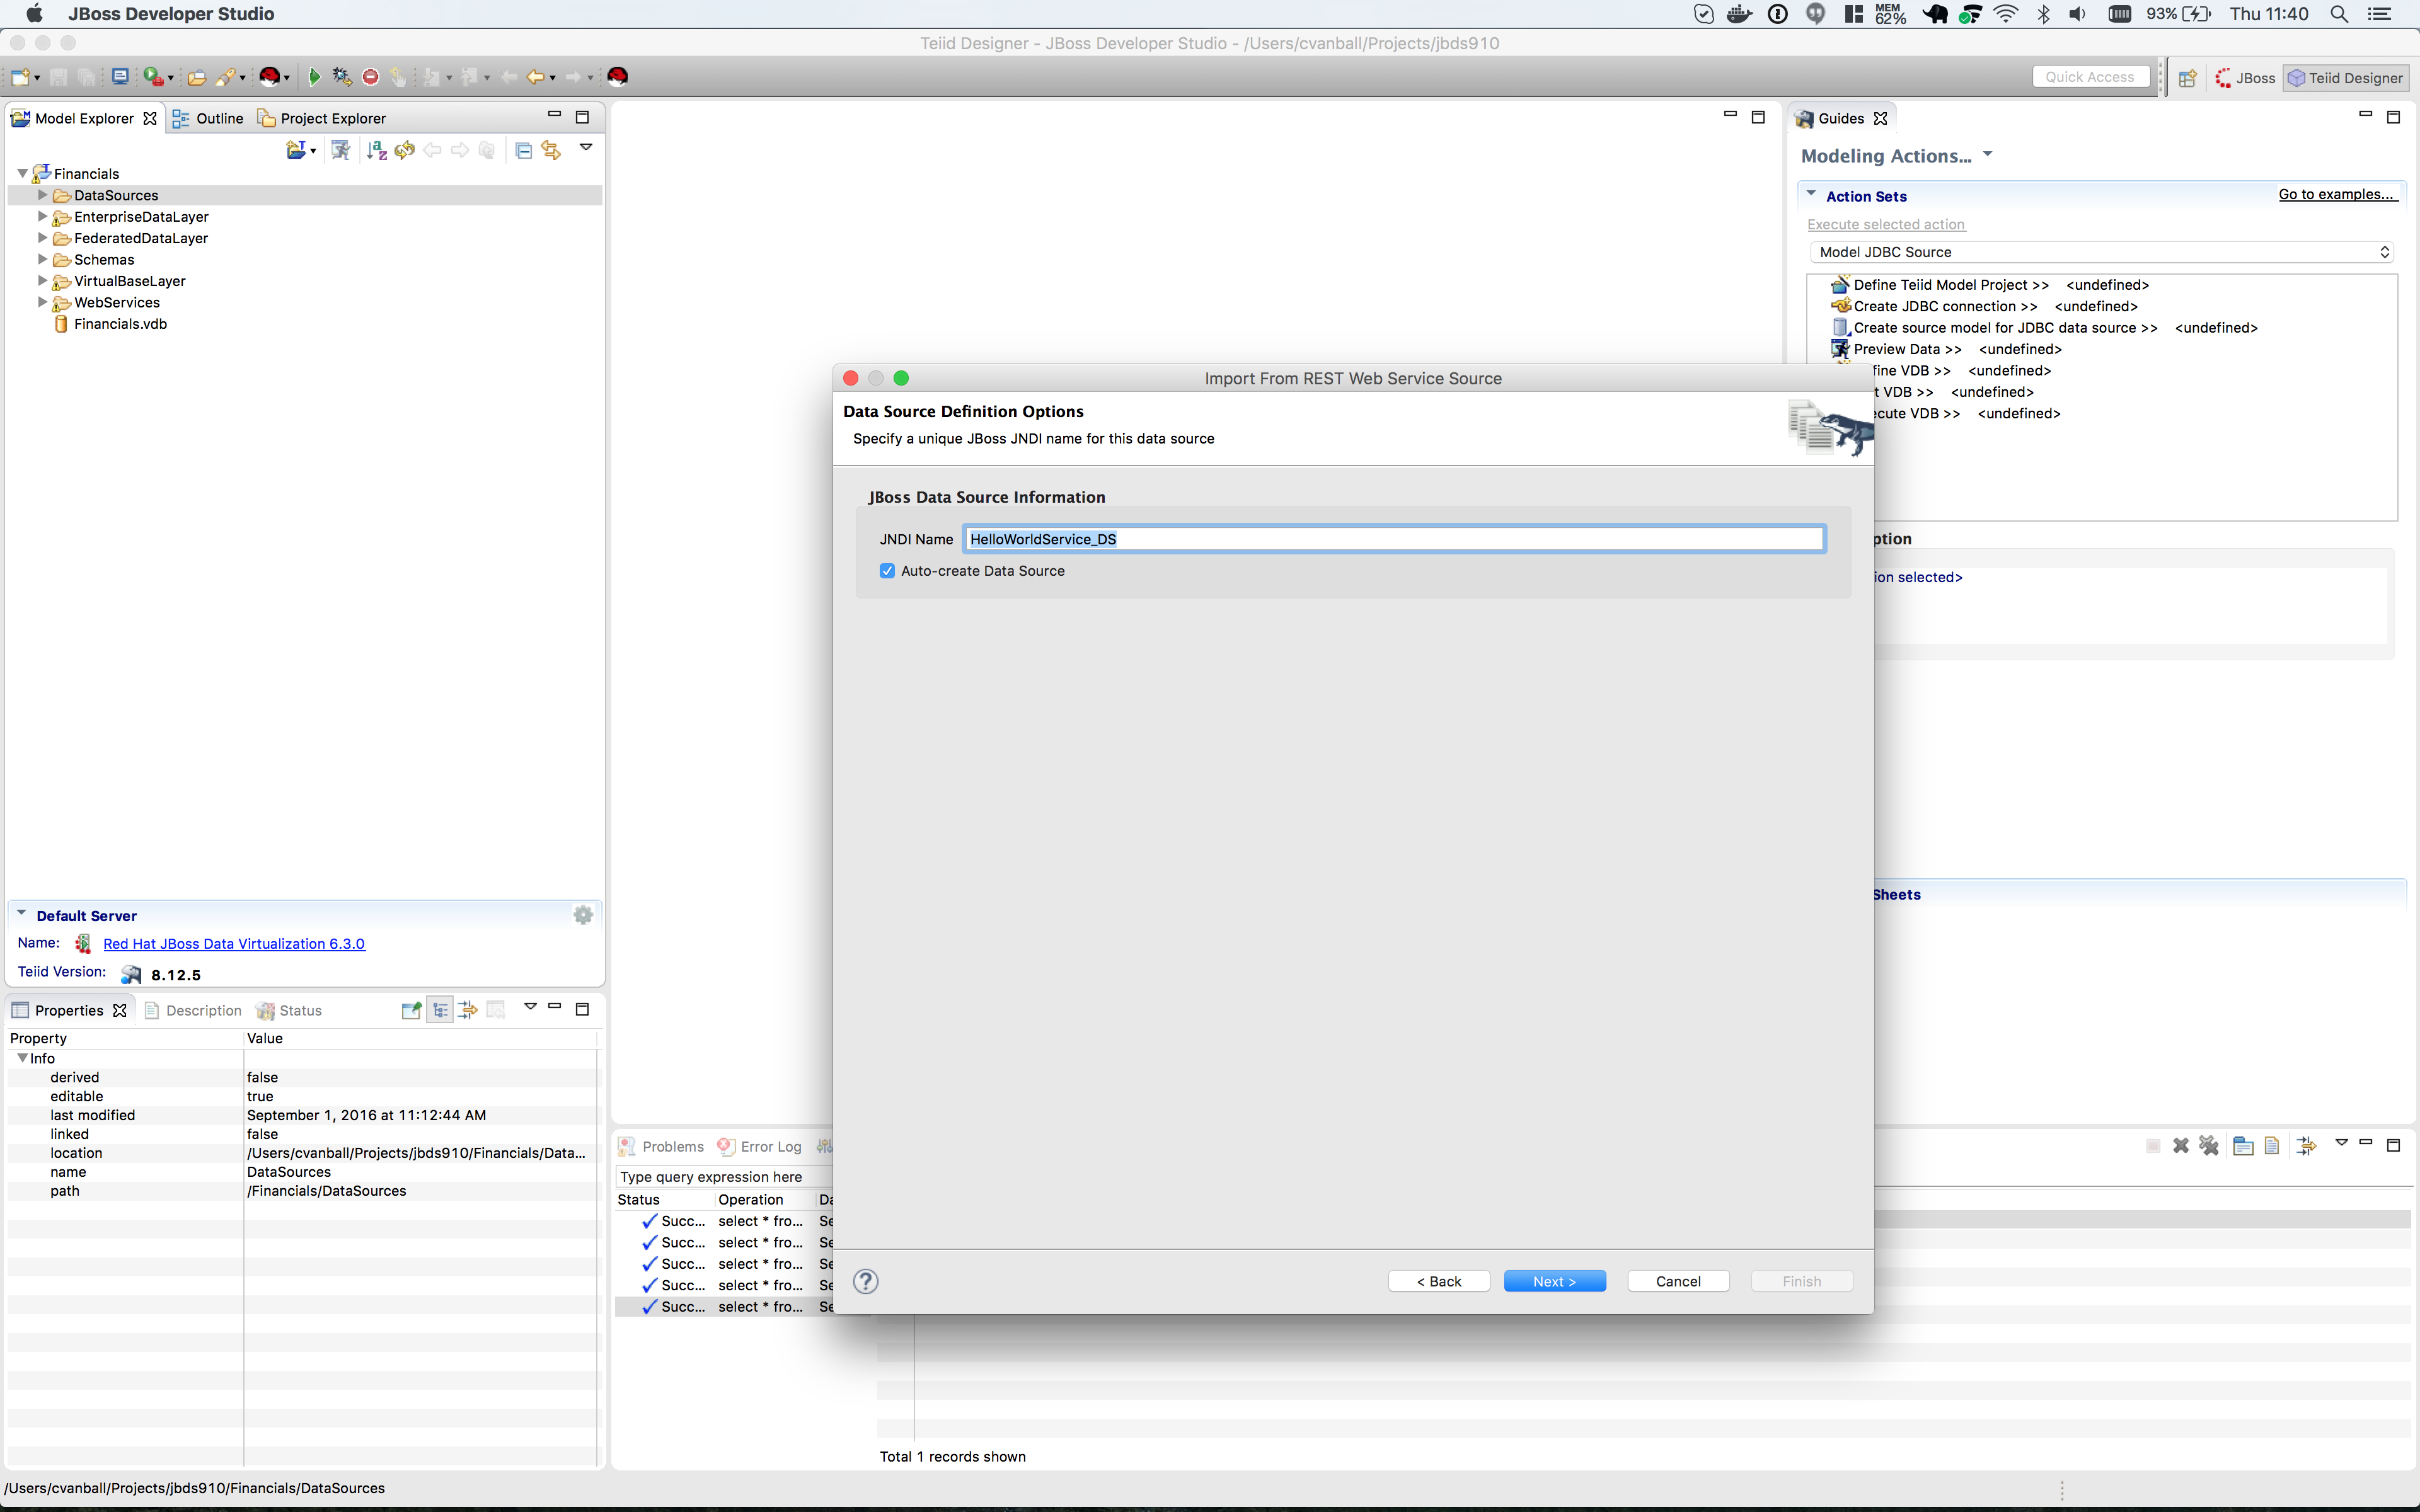 JBoss Developer Studio
MEM 62%
93%
Thu 11:40
Teiid Designer - JBoss Developer Studio - /Users/cvanball/Projects/jbds910
Quick Access
JBoss
Teiid Designer
Model Explorer
Outline
Project Explorer
Financials
DataSources
EnterpriseDataLayer
FederatedDataLayer
Schemas
VirtualBaseLayer
WebServices
Financials.vdb
Default Server
Name:
Red Hat JBoss Data Virtualization 6.3.0
Teiid Version:
8.12.5
Properties
Description
Status
Property Value
Info
derived false
editable true
last modified September 1, 2016 at 11:12:44 AM
linked false
location /Users/cvanball/Projects/jbds910/Financials/Data...
name DataSources
path /Financials/DataSources
/Users/cvanball/Projects/jbds910/Financials/DataSources
Guides
Modeling Actions...
Action Sets
Go to examples...
Execute selected action
Model JDBC Source
Define Teiid Model Project >> <undefined>
Create JDBC connection >> <undefined>
Create source model for JDBC data source >> <undefined>
Preview Data >> <undefined>
fine VDB >> <undefined>
t VDB >> <undefined>
cute VDB >> <undefined>
ption
ion selected>
Sheets
Import From REST Web Service Source
Data Source Definition Options
Specify a unique JBoss JNDI name for this data source
JBoss Data Source Information
JNDI Name HelloWorldService_DS
Auto-create Data Source
?
< Back
Next >
Cancel
Finish
Problems
Error Log
Type query expression here
Status Operation Da
Succ... select * fro... Se
Succ... select * fro... Se
Succ... select * fro... Se
Succ... select * fro... Se
Succ... select * fro... Se
Total 1 records shown